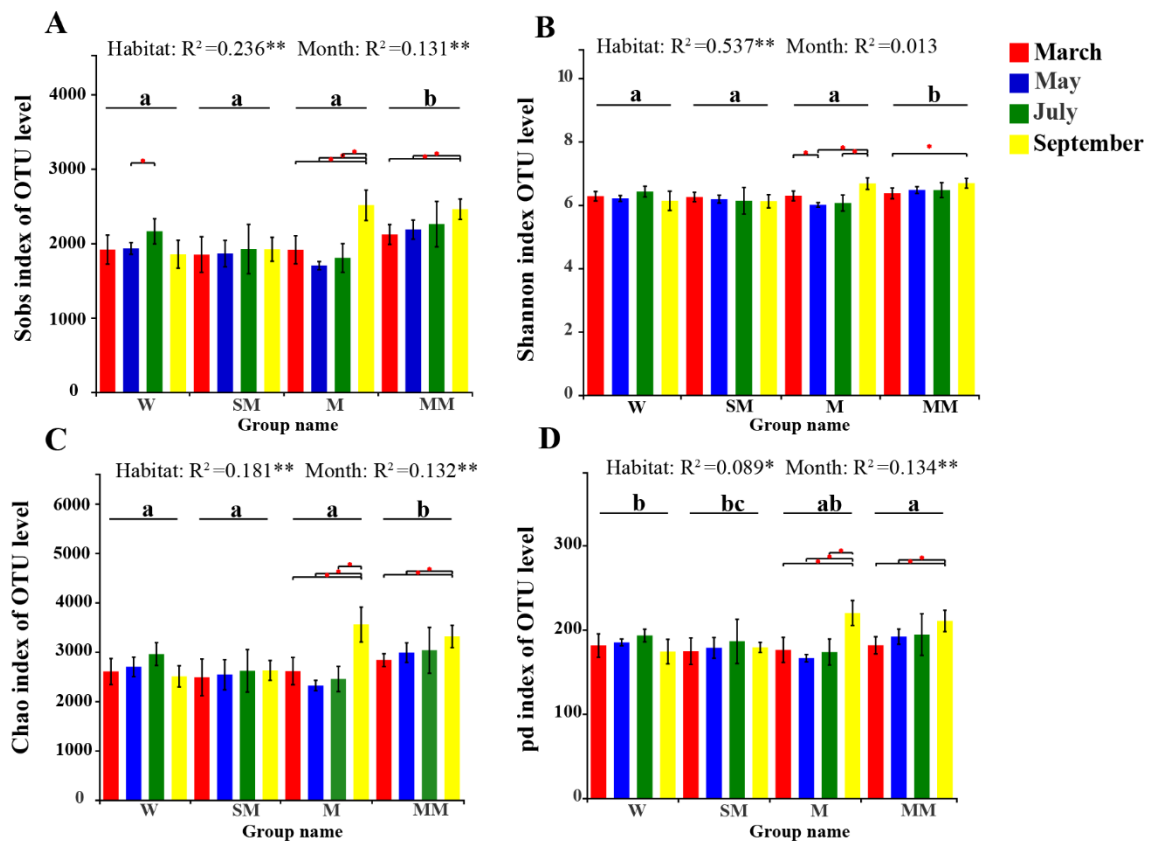 A
Habitat: R²=0.236** Month: R²=0.131**
Sobs index of OTU level
4000
3000
2000
1000
0
a a a b
W SM M MM
Group name
B
Habitat: R²=0.537** Month: R²=0.013
Shannon index OTU level
10
8
6
4
2
0
a a a b
W SM M MM
Group name
March
May
July
September
C
Habitat: R²=0.181** Month: R²=0.132**
Chao index of OTU level
6000
5000
4000
3000
2000
1000
0
a a a b
W SM M MM
Group name
D
Habitat: R²=0.089* Month: R²=0.134**
pd index of OTU level
300
200
100
0
b bc ab a
W SM M MM
Group name